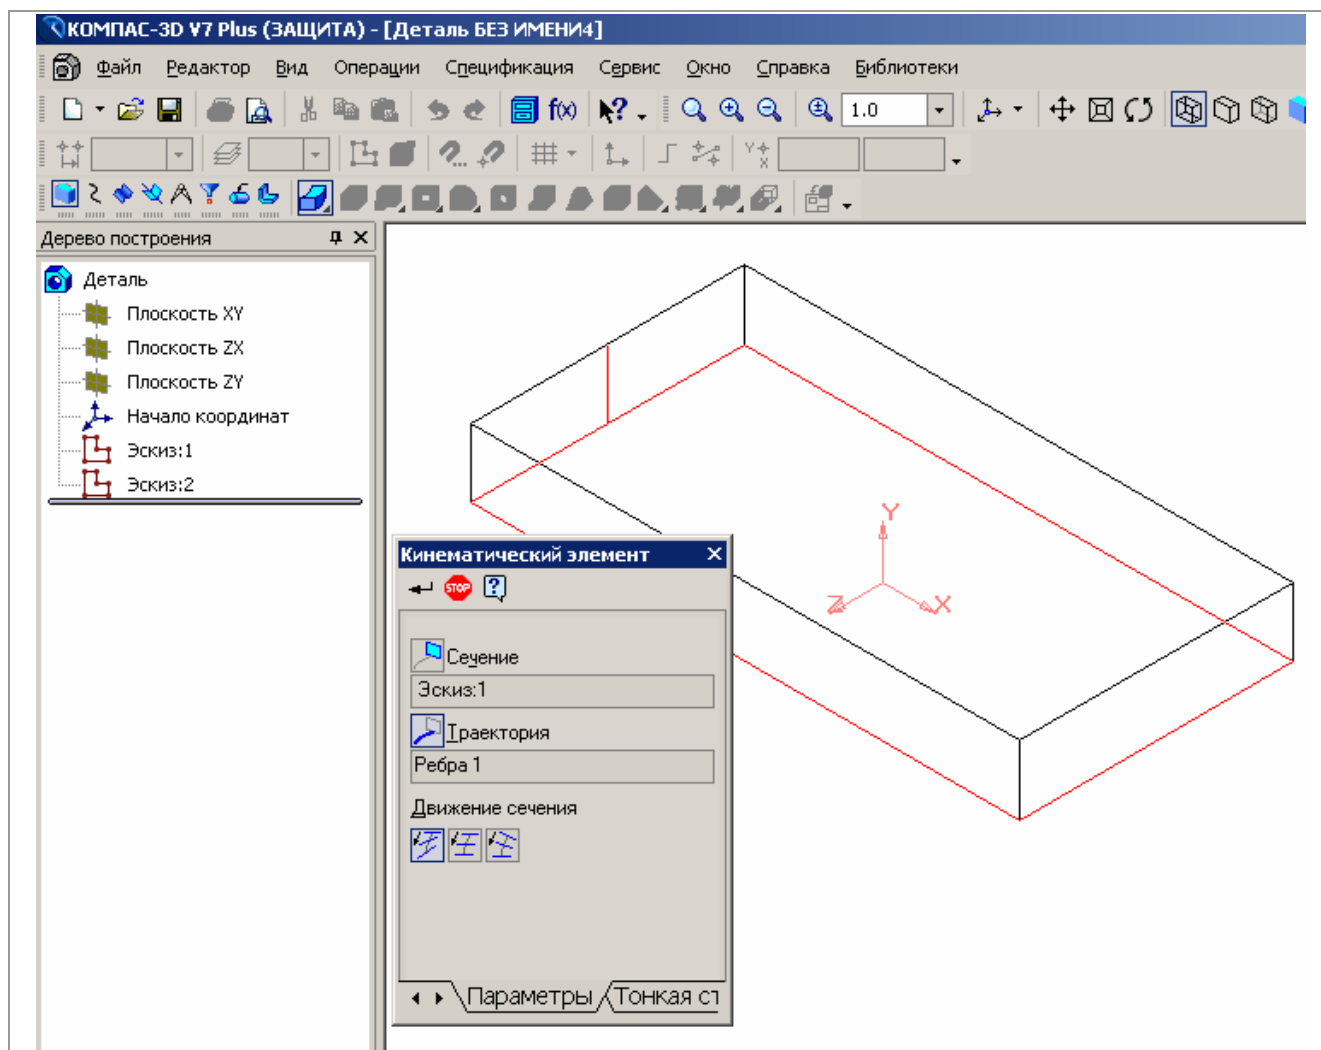 КОМПАС-3D V7 Plus (ЗАЩИТА) - [Деталь БЕЗ ИМЕНИ4]
Файл Редактор Вид Операции Спецификация Сервис Окно Справка Библиотеки
f(x) 1.0
Дерево построения
Деталь
Плоскость XY
Плоскость ZX
Плоскость ZY
Начало координат
Эскиз:1
Эскиз:2
Y
Z X
Кинематический элемент
STOP
Сечение
Эскиз:1
Траектория
Ребра 1
Движение сечения
Параметры Тонкая ст